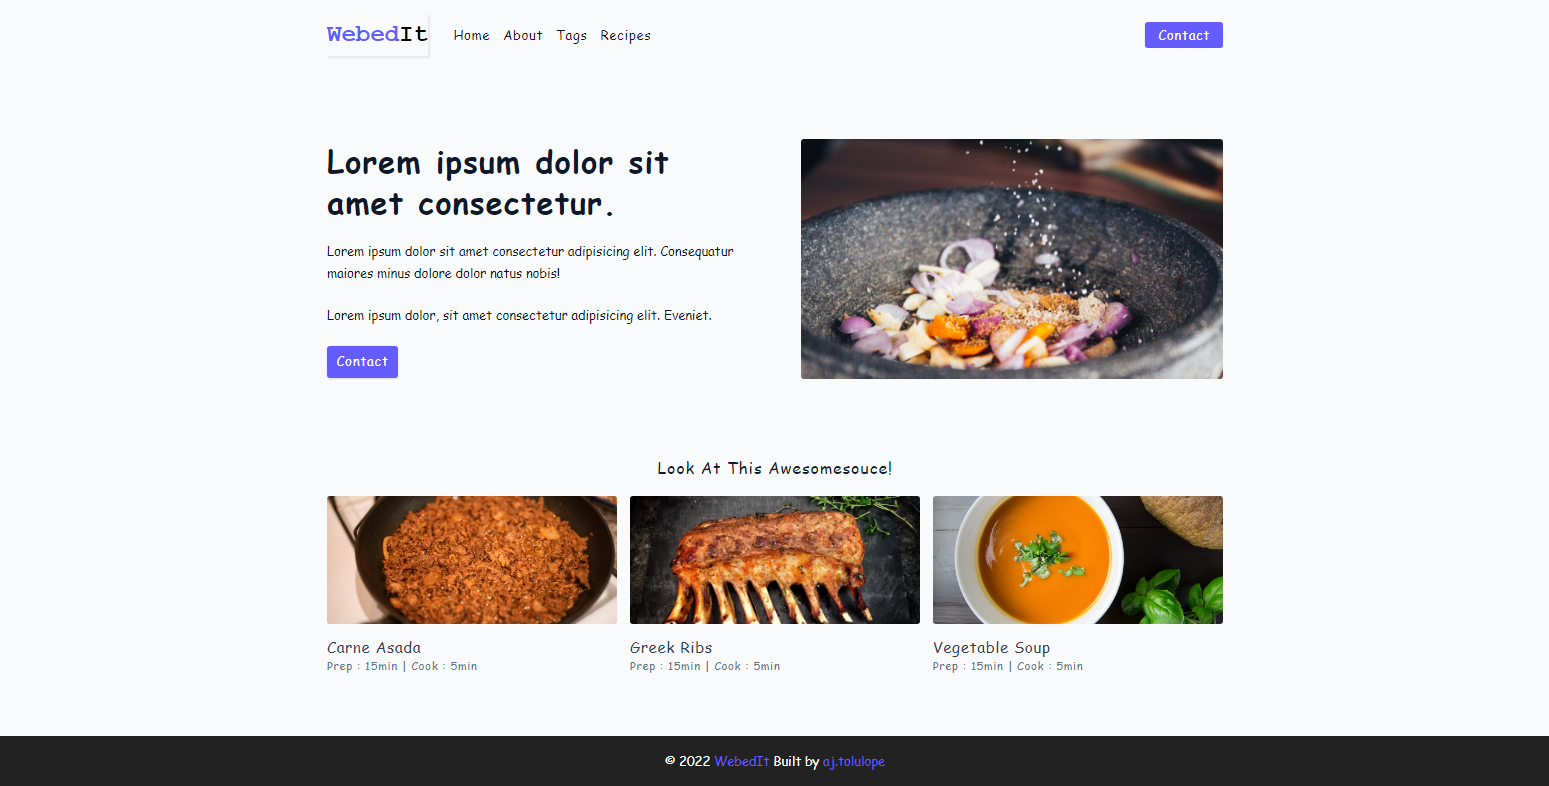 WebedIt Home About Tags Recipes Contact
Lorem ipsum dolor sit
amet consectetur.
Lorem ipsum dolor sit amet consectetur adipisicing elit. Consequatur
maiores minus dolore dolor natus nobis!
Lorem ipsum dolor, sit amet consectetur adipisicing elit. Eveniet.
Contact
Look At This Awesomesouce!
Carne Asada
Prep : 15min | Cook : 5min
Greek Ribs
Prep : 15min | Cook : 5min
Vegetable Soup
Prep : 15min | Cook : 5min
© 2022 WebedIt Built by aj.tolulope